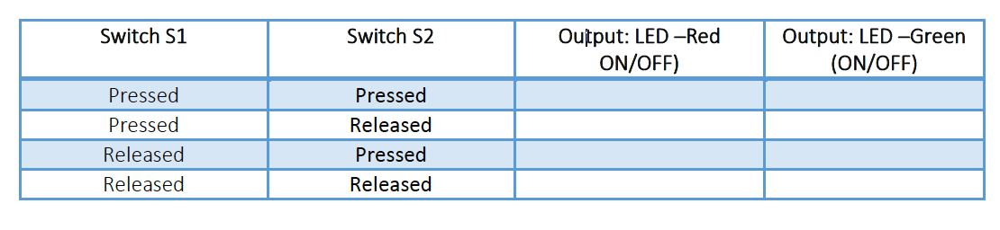 Switch S1 Switch S2 Output: LED –Red ON/OFF) Output: LED –Green (ON/OFF)
Pressed Pressed
Pressed Released
Released Pressed
Released Released